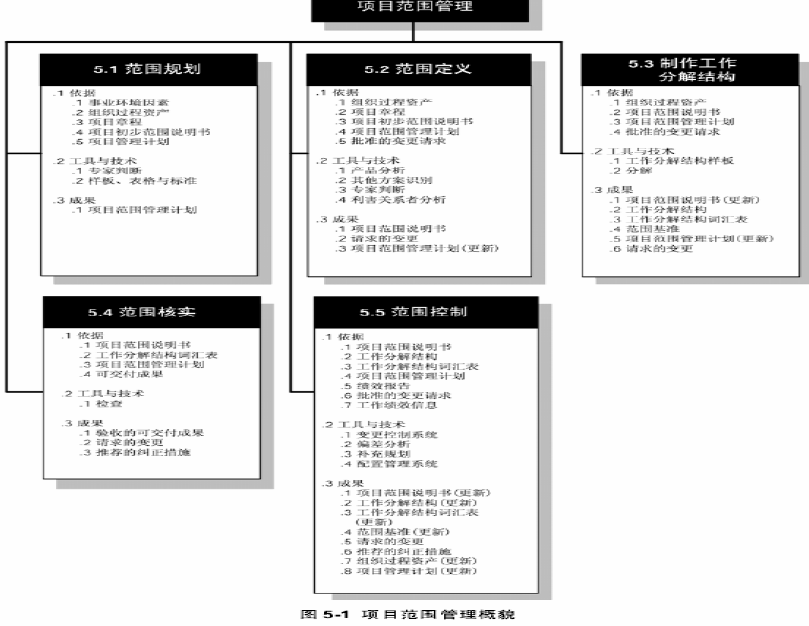 项目范围管理
5.1 范围规划
.1 依据
.1 事业环境因素
.2 组织过程资产
.3 项目章程
.4 项目初步范围说明书
.5 项目管理计划
.2 工具与技术
.1 专家判断
.2 样板、表格与标准
.3 成果
.1 项目范围管理计划
5.2 范围定义
.1 依据
.1 组织过程资产
.2 项目章程
.3 项目初步范围说明书
.4 项目范围管理计划
.5 批准的变更请求
.2 工具与技术
.1 产品分析
.2 其他方案识别
.3 专家判断
.4 利害关系者分析
.3 成果
.1 项目范围说明书
.2 请求的变更
.3 项目范围管理计划(更新)
5.3 制作工作
分解结构
.1 依据
.1 组织过程资产
.2 项目范围说明书
.3 项目范围管理计划
.4 批准的变更请求
.2 工具与技术
.1 工作分解结构样板
.2 分解
.3 成果
.1 项目范围说明书(更新)
.2 工作分解结构
.3 工作分解结构词汇表
.4 范围基准
.5 项目范围管理计划(更新)
.6 请求的变更
5.4 范围核实
.1 依据
.1 项目范围说明书
.2 工作分解结构词汇表
.3 项目范围管理计划
.4 可交付成果
.2 工具与技术
.1 检查
.3 成果
.1 验收的可交付成果
.2 请求的变更
.3 推荐的纠正措施
5.5 范围控制
.1 依据
.1 项目范围说明书
.2 工作分解结构
.3 工作分解结构词汇表
.4 项目范围管理计划
.5 绩效报告
.6 批准的变更请求
.7 工作绩效信息
.2 工具与技术
.1 变更控制系统
.2 偏差分析
.3 补充规划
.4 配置管理系统
.3 成果
.1 项目范围说明书(更新)
.2 工作分解结构(更新)
.3 工作分解结构词汇表
(更新)
.4 范围基准(更新)
.5 请求的变更
.6 推荐的纠正措施
.7 组织过程资产(更新)
.8 项目管理计划(更新)
图 5-1 项目范围管理概貌